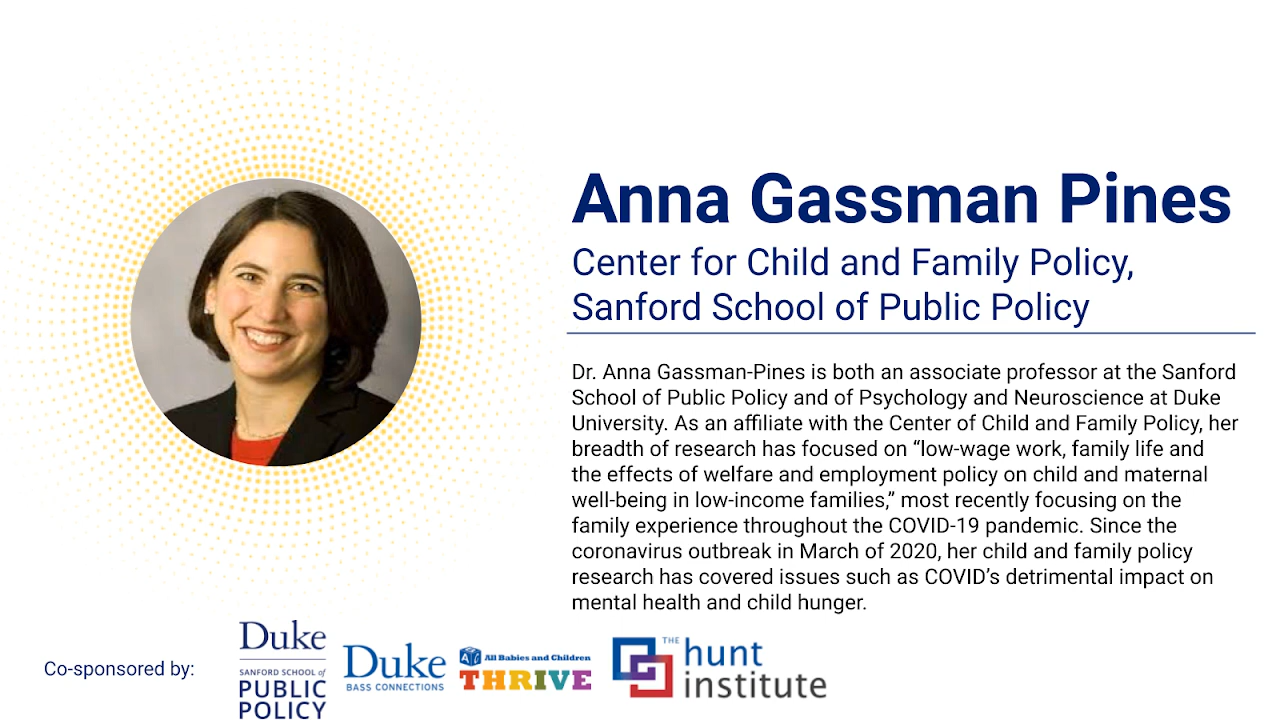 Anna Gassman Pines
Center for Child and Family Policy,
Sanford School of Public Policy
Dr. Anna Gassman-Pines is both an associate professor at the Sanford
School of Public Policy and of Psychology and Neuroscience at Duke
University. As an affiliate with the Center of Child and Family Policy, her
breadth of research has focused on “low-wage work, family life and
the effects of welfare and employment policy on child and maternal
well-being in low-income families,” most recently focusing on the
family experience throughout the COVID-19 pandemic. Since the
coronavirus outbreak in March of 2020, her child and family policy
research has covered issues such as COVID’s detrimental impact on
mental health and child hunger.
Co-sponsored by:
Duke
SANFORD SCHOOL of
PUBLIC
POLICY
Duke
BASS CONNECTIONS
All Babies and Children
THRIVE
THE
hunt
institute